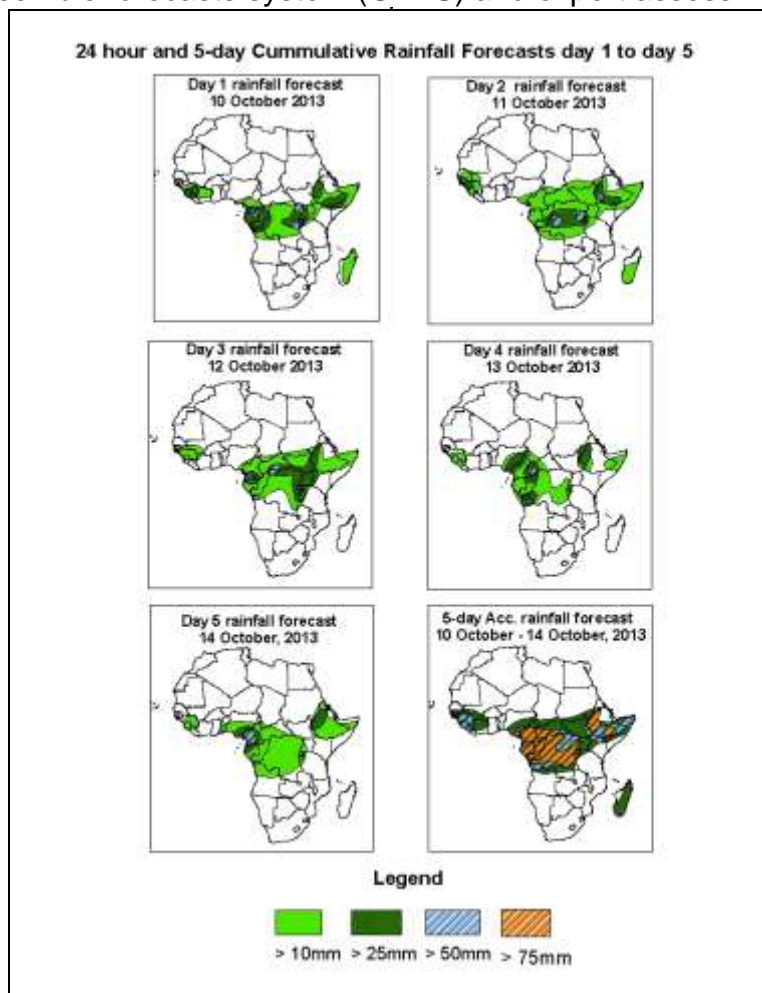 24 hour and 5-day Cummulative Rainfall Forecasts day 1 to day 5
Day 1 rainfall forecast
10 October 2013
Day 2 rainfall forecast
11 October 2013
Day 3 rainfall forecast
12 October 2013
Day 4 rainfall forecast
13 October 2013
Day 5 rainfall forecast
14 October, 2013
5-day Acc. rainfall forecast
10 October - 14 October, 2013
Legend
> 10mm > 25mm > 50mm > 75mm